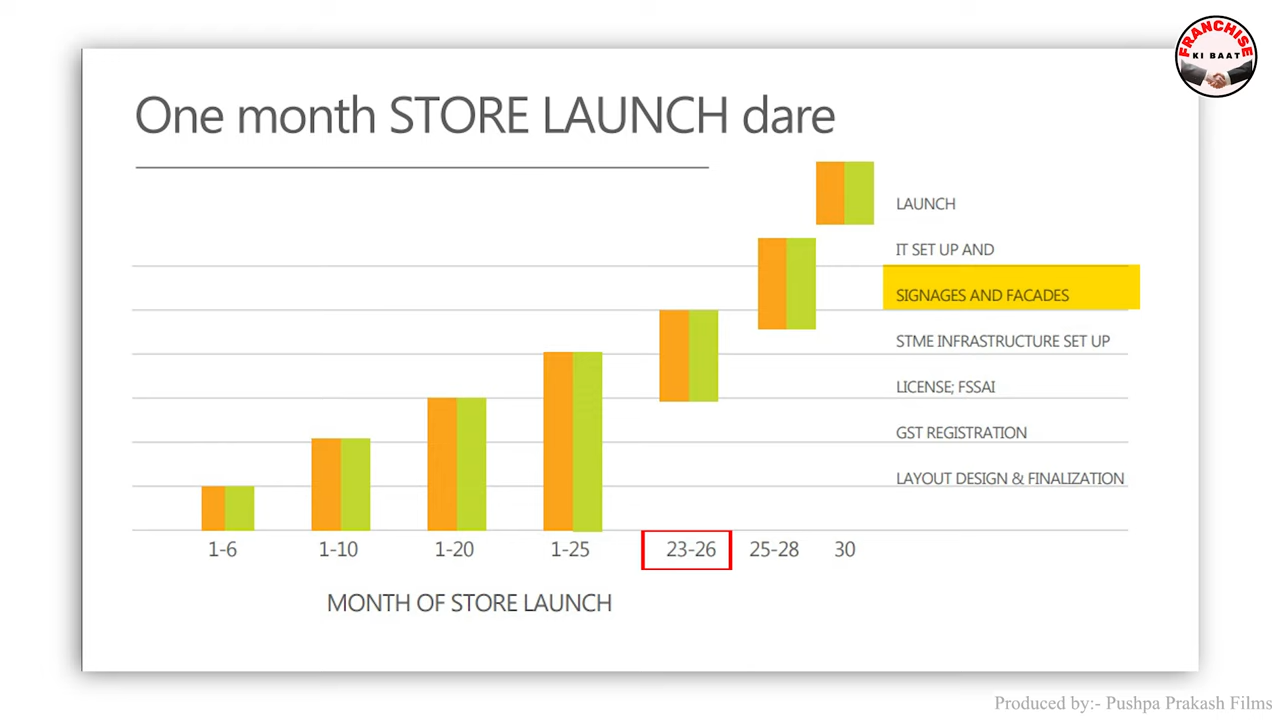 FRANCHISE
KI BAAT
One month STORE LAUNCH dare
LAUNCH
IT SET UP AND
SIGNAGES AND FACADES
STME INFRASTRUCTURE SET UP
LICENSE; FSSAI
GST REGISTRATION
LAYOUT DESIGN & FINALIZATION
1-6 1-10 1-20 1-25 23-26 25-28 30
MONTH OF STORE LAUNCH
Produced by:- Pushpa Prakash Films